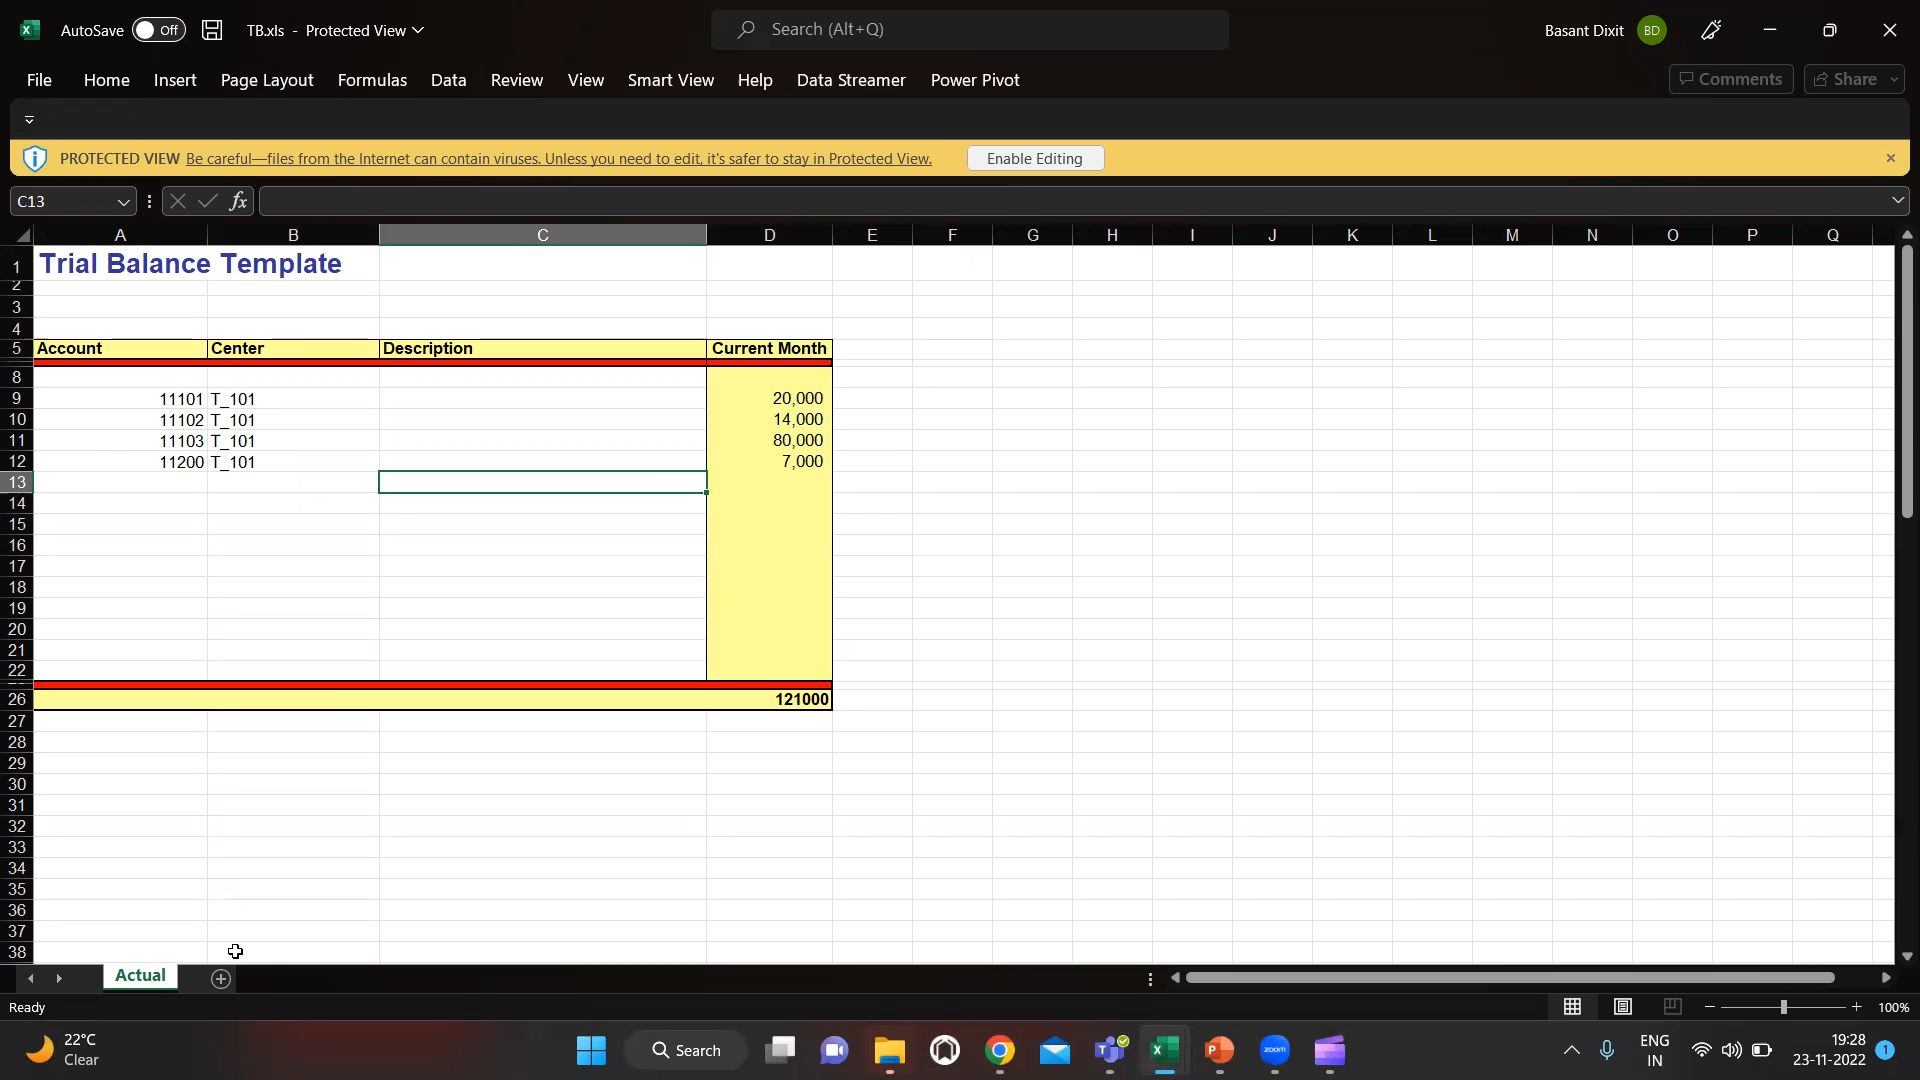 AutoSave Off TB.xls - Protected View Search (Alt+Q) Basant Dixit BD
File Home Insert Page Layout Formulas Data Review View Smart View Help Data Streamer Power Pivot Comments Share
PROTECTED VIEW Be careful—files from the Internet can contain viruses. Unless you need to edit, it's safer to stay in Protected View. Enable Editing
C13 fx
A B C D E F G H I J K L M N O P Q
1 Trial Balance Template
2
3
4
5 Account Center Description Current Month
8
9 11101 T_101 20,000
10 11102 T_101 14,000
11 11103 T_101 80,000
12 11200 T_101 7,000
13
14
15
16
17
18
19
20
21
22
26 121000
27
28
29
30
31
32
33
34
35
36
37
38
Actual
Ready 100%
22°C
Clear
Search
zoom
ENG
IN
19:28
23-11-2022
1